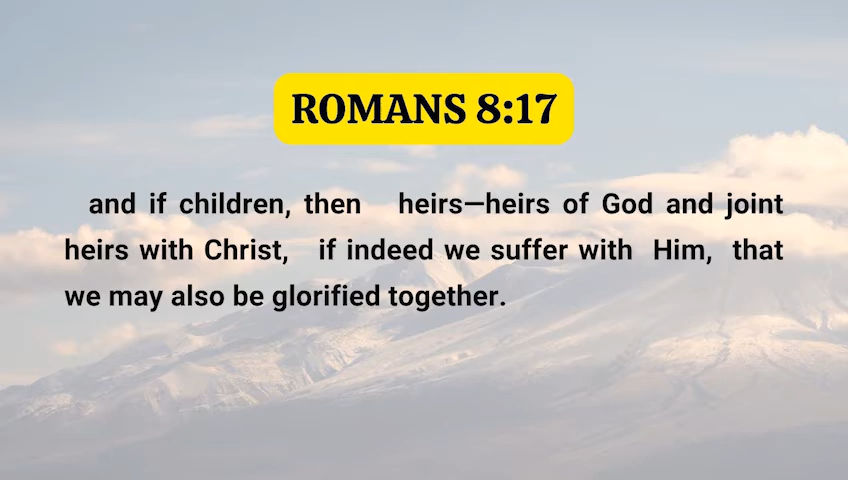 ROMANS 8:17
and if children, then heirs—heirs of God and joint
heirs with Christ, if indeed we suffer with Him, that
we may also be glorified together.